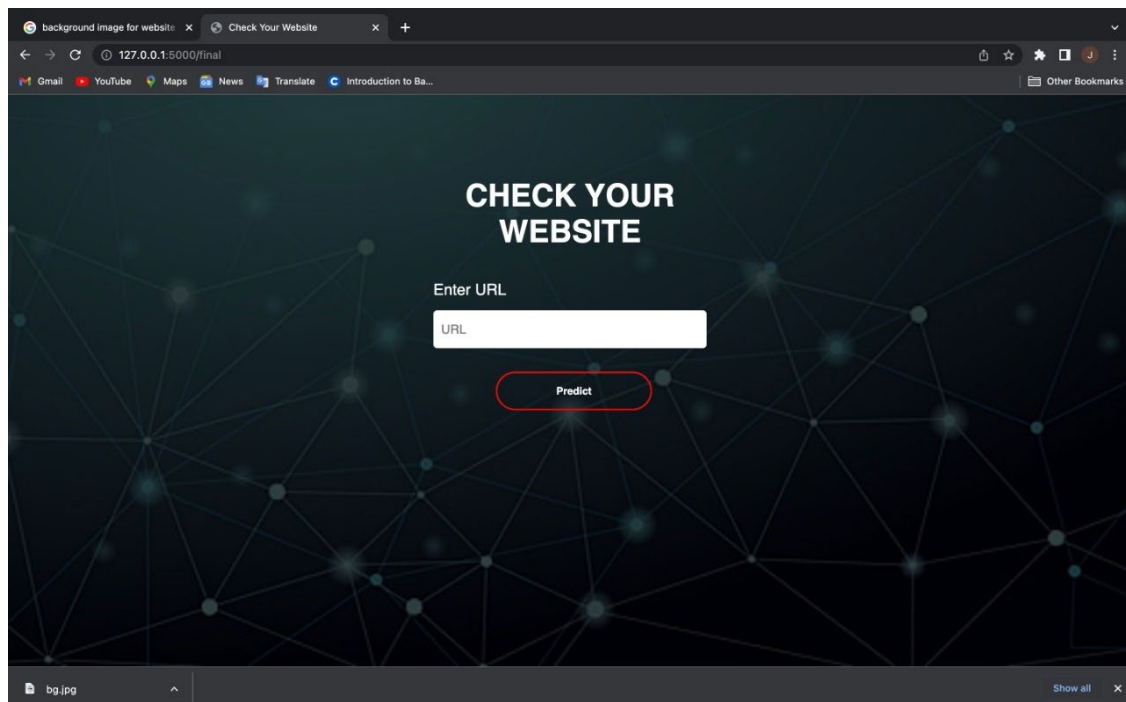 background image for website
Check Your Website
127.0.0.1:5000/final
J
Gmail
YouTube
Maps
News
Translate
Introduction to Ba...
Other Bookmarks
CHECK YOUR
WEBSITE
Enter URL
URL
Predict
bg.jpg
Show all